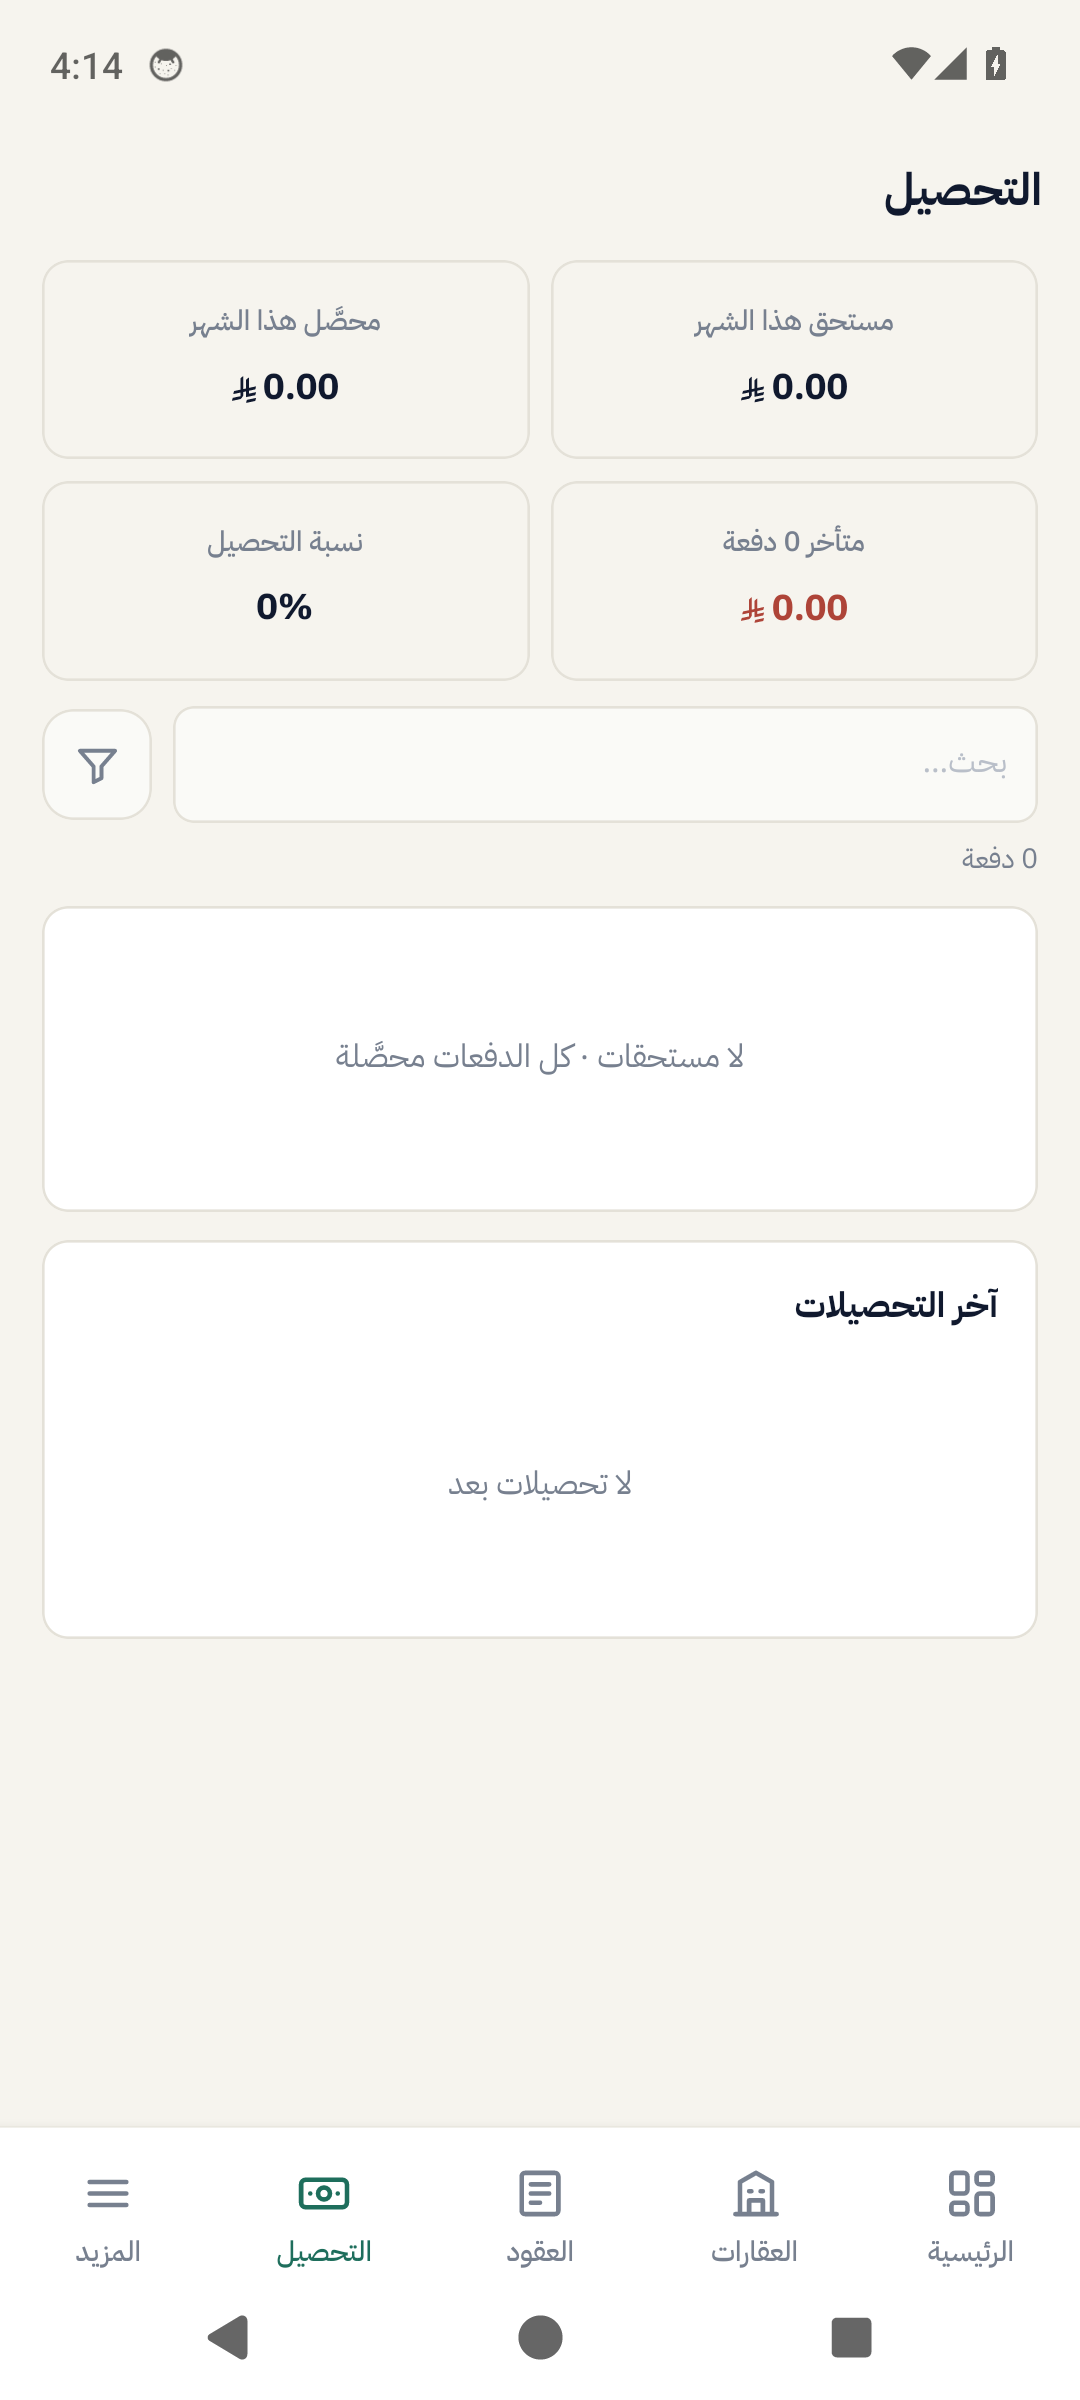 4:14
التحصيل
مستحق هذا الشهر
0.00 ⃁
محصَّل هذا الشهر
0.00 ⃁
متأخر 0 دفعة
0.00 ⃁
نسبة التحصيل
0%
بحث...
0 دفعة
لا مستحقات · كل الدفعات محصَّلة
آخر التحصيلات
لا تحصيلات بعد
الرئيسية
العقارات
العقود
التحصيل
المزيد